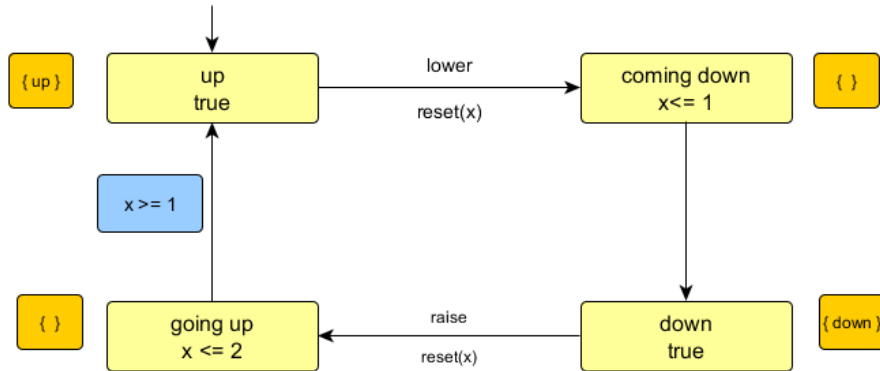 { up }
up
true
lower
reset(x)
coming down
x<= 1
{  }
x >= 1
{  }
going up
x <= 2
raise
reset(x)
down
true
{ down }